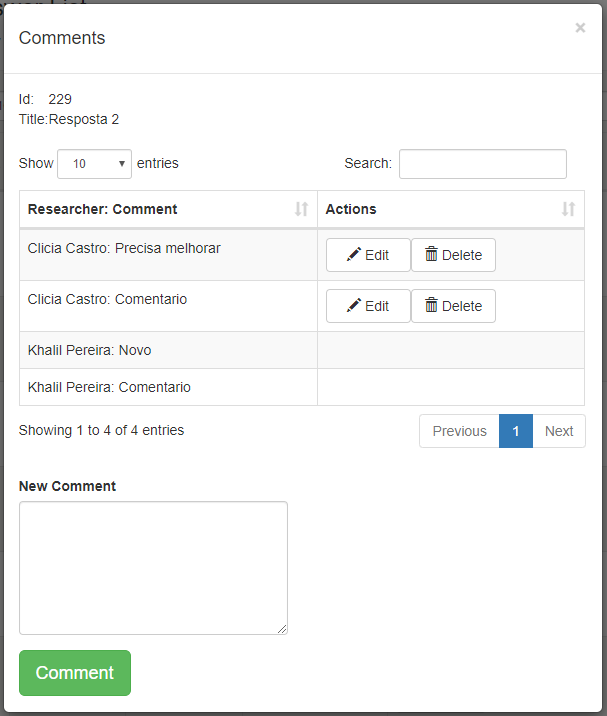 Comments ×
Id: 229
Title:Resposta 2
Show 10 entries Search:
Researcher: Comment Actions
Clicia Castro: Precisa melhorar Edit Delete
Clicia Castro: Comentario Edit Delete
Khalil Pereira: Novo
Khalil Pereira: Comentario
Showing 1 to 4 of 4 entries Previous 1 Next
New Comment
Comment